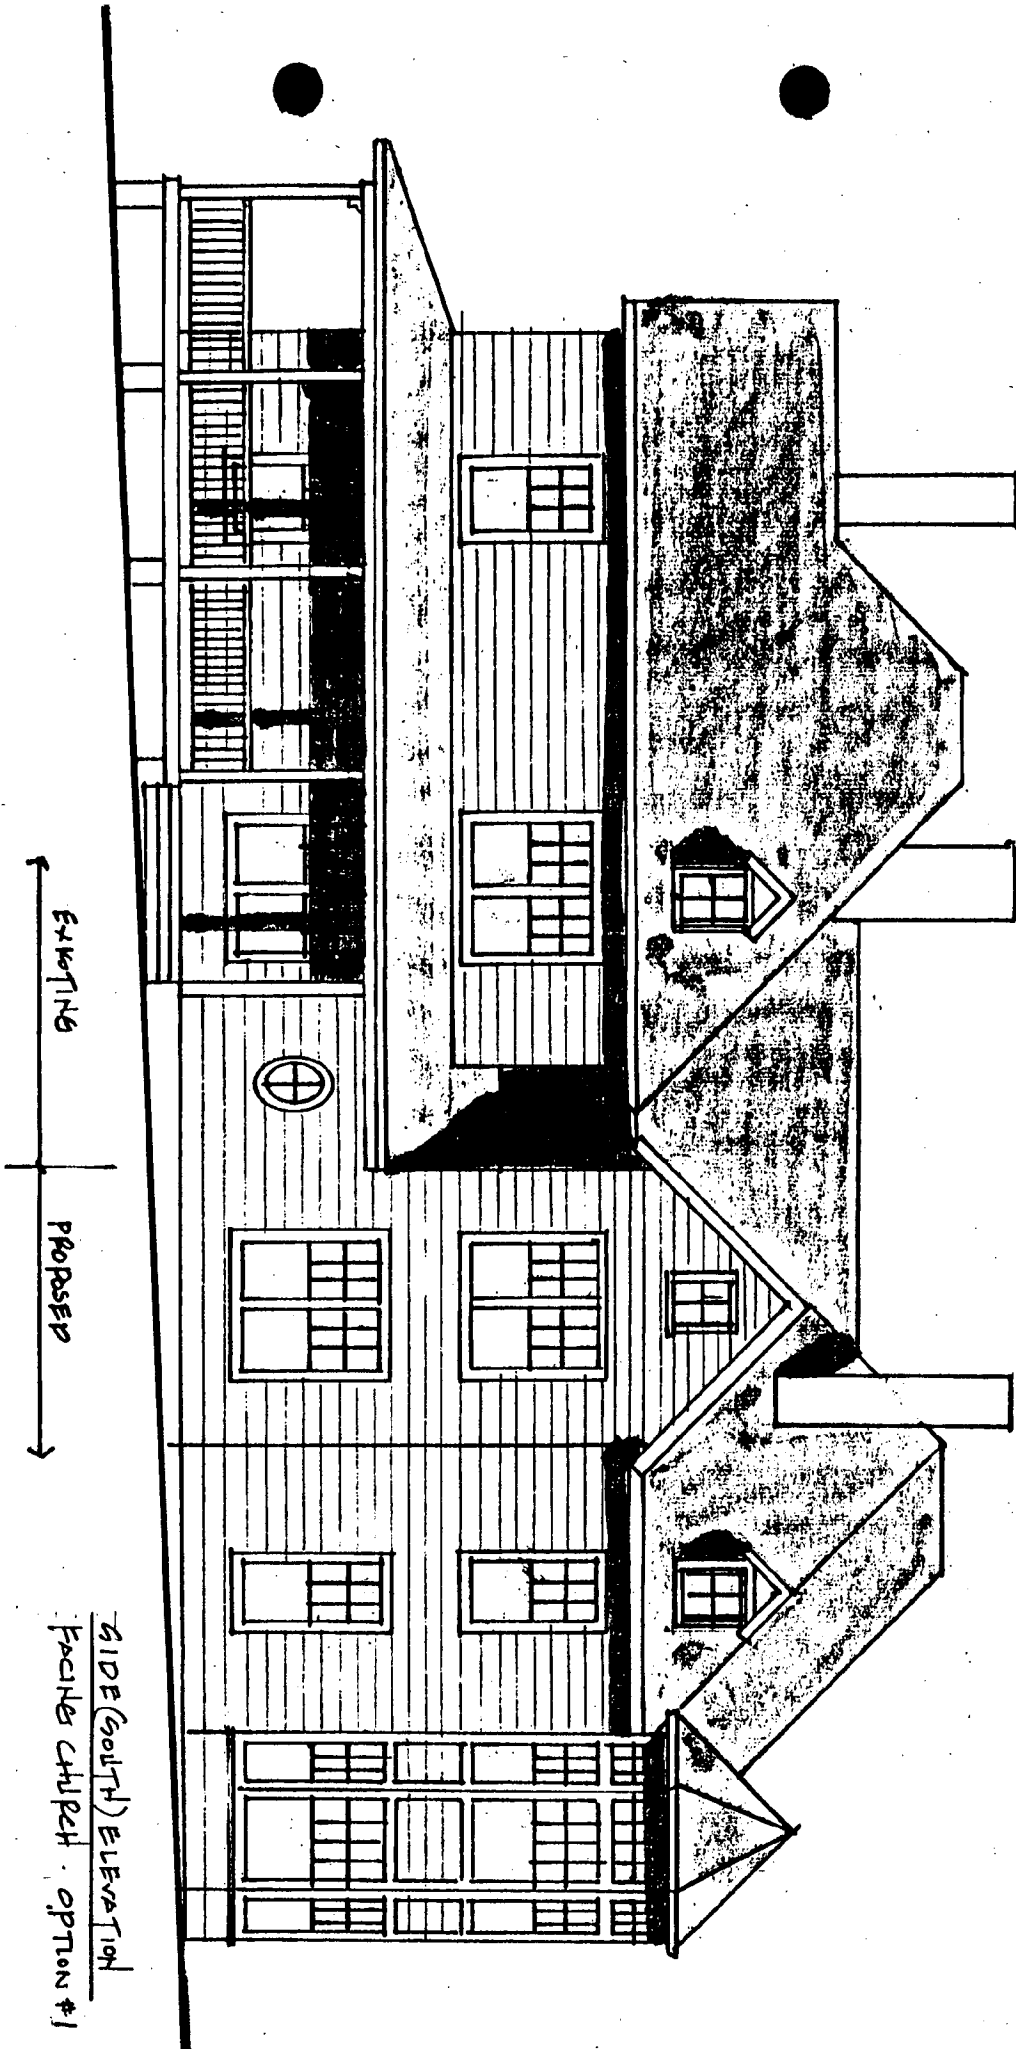 EXISTING
PROPOSED
SIDE (SOUTH) ELEVATION
FACING CHURCH · OPTION #1